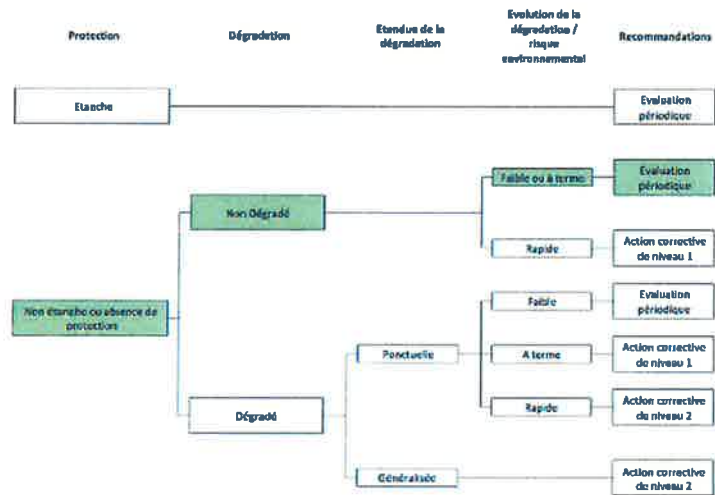 Protection
Dégradation
Etendue de la
dégradation
Evolution de la
dégradation /
risque
environnemental
Recommandations
Etanche
Evaluation
périodique
Non Dégradé
Faible ou à terme
Evaluation
périodique
Rapide
Action corrective
de niveau 1
Non étanche ou absence de
protection
Faible
Evaluation
périodique
Ponctuelle
A terme
Action corrective
de niveau 1
Dégradé
Rapide
Action corrective
de niveau 2
Généralisée
Action corrective
de niveau 2